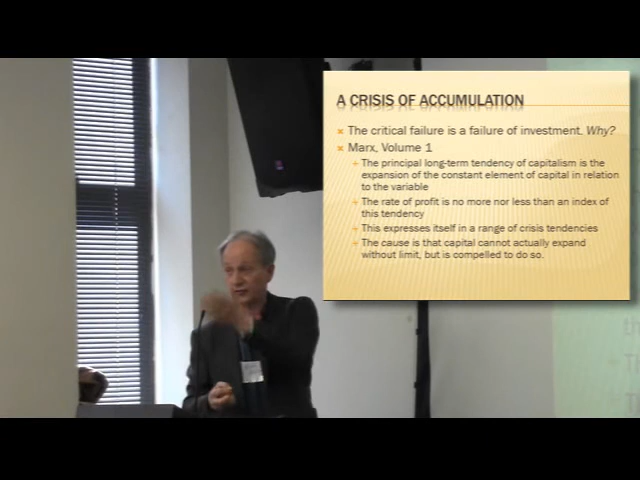 A CRISIS OF ACCUMULATION
The critical failure is a failure of investment. Why?
Marx, Volume 1
The principal long-term tendency of capitalism is the
expansion of the constant element of capital in relation
to the variable
The rate of profit is no more nor less than an index of
this tendency
This expresses itself in a range of crisis tendencies
The cause is that capital cannot actually expand
without limit, but is compelled to do so.